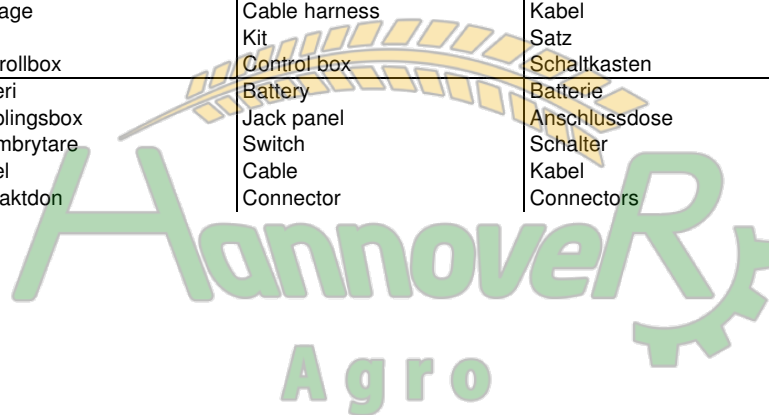 age Cable harness Kabel
Kit Satz
rollbox Control box Schaltkasten
eri Battery Batterie
lingsbox Jack panel Anschlussdose
mbrytare Switch Schalter
el Cable Kabel
aktdon Connector Connectors
HannoveR
Agro